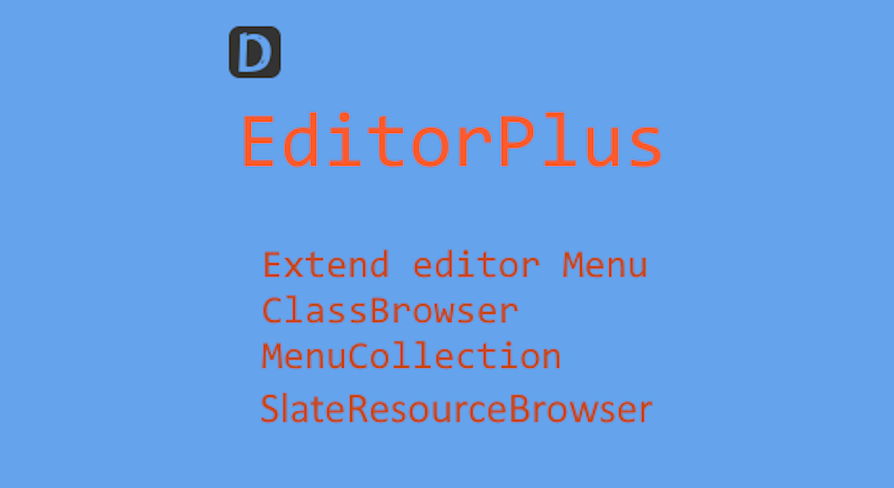 D
EditorPlus
Extend editor Menu
ClassBrowser
MenuCollection
SlateResourceBrowser